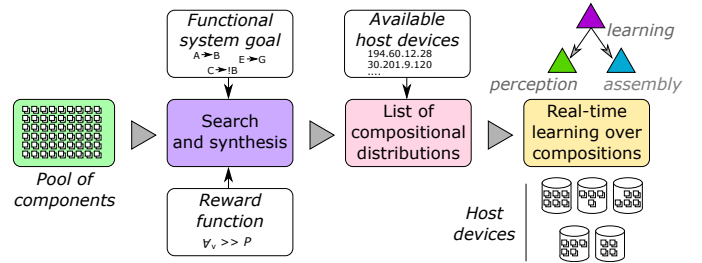 Functional
system goal
A→B
E→G
C→!B
Available
host devices
194.60.12.28
30.201.9.120
....
learning
perception
assembly
Pool of
components
Search
and synthesis
List of
compositional
distributions
Real-time
learning over
compositions
Reward
function
∀v >> P
Host
devices